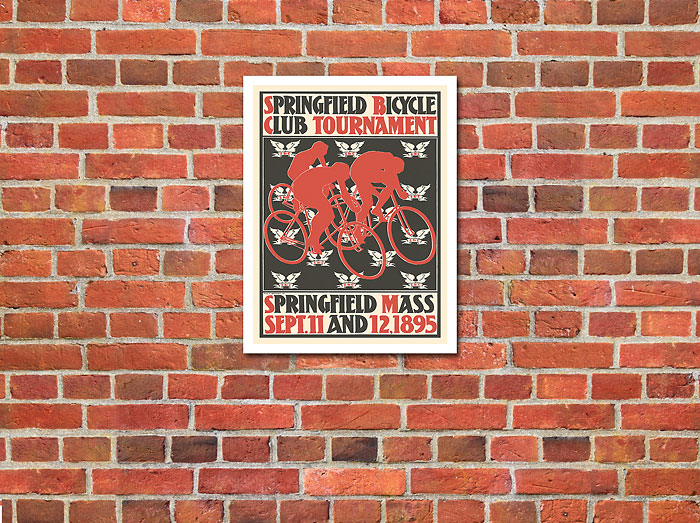 SPRINGFIELD BICYCLE
CLUB TOURNAMENT
SPRINGFIELD MASS
SEPT. 11 AND 12. 1895